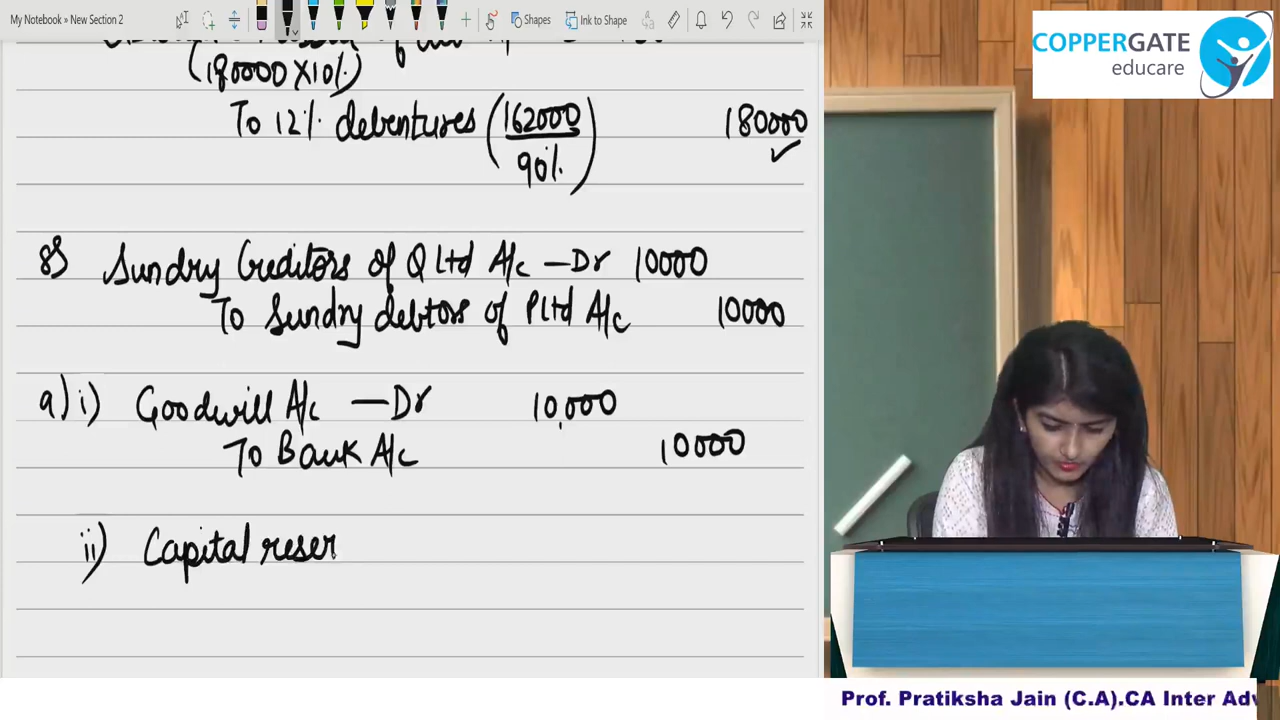 My Notebook » New Section 2
Shapes
Ink to Shape
COPPERGATE
educare
(180000 X10%)
To 12% debentures (162000 / 90%) 180000
8) Sundry Creditors of Q Ltd A/c —Dr 10000
To Sundry debtors of P Ltd A/c 10000
9) i) Goodwill A/c —Dr 10,000
To Bank A/c 10000
ii) Capital reser
Prof. Pratiksha Jain (C.A).CA Inter Adv